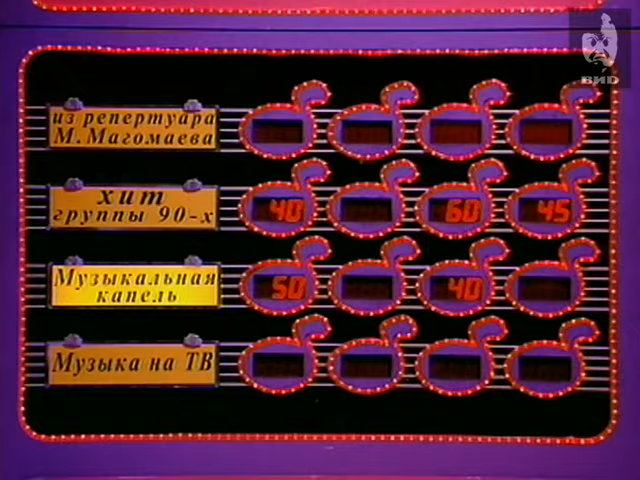 ВИD
из репертуара
М. Магомаева
хит
группы 90-х
40 60 45
Музыкальная
капель
50 40
Музыка на ТВ